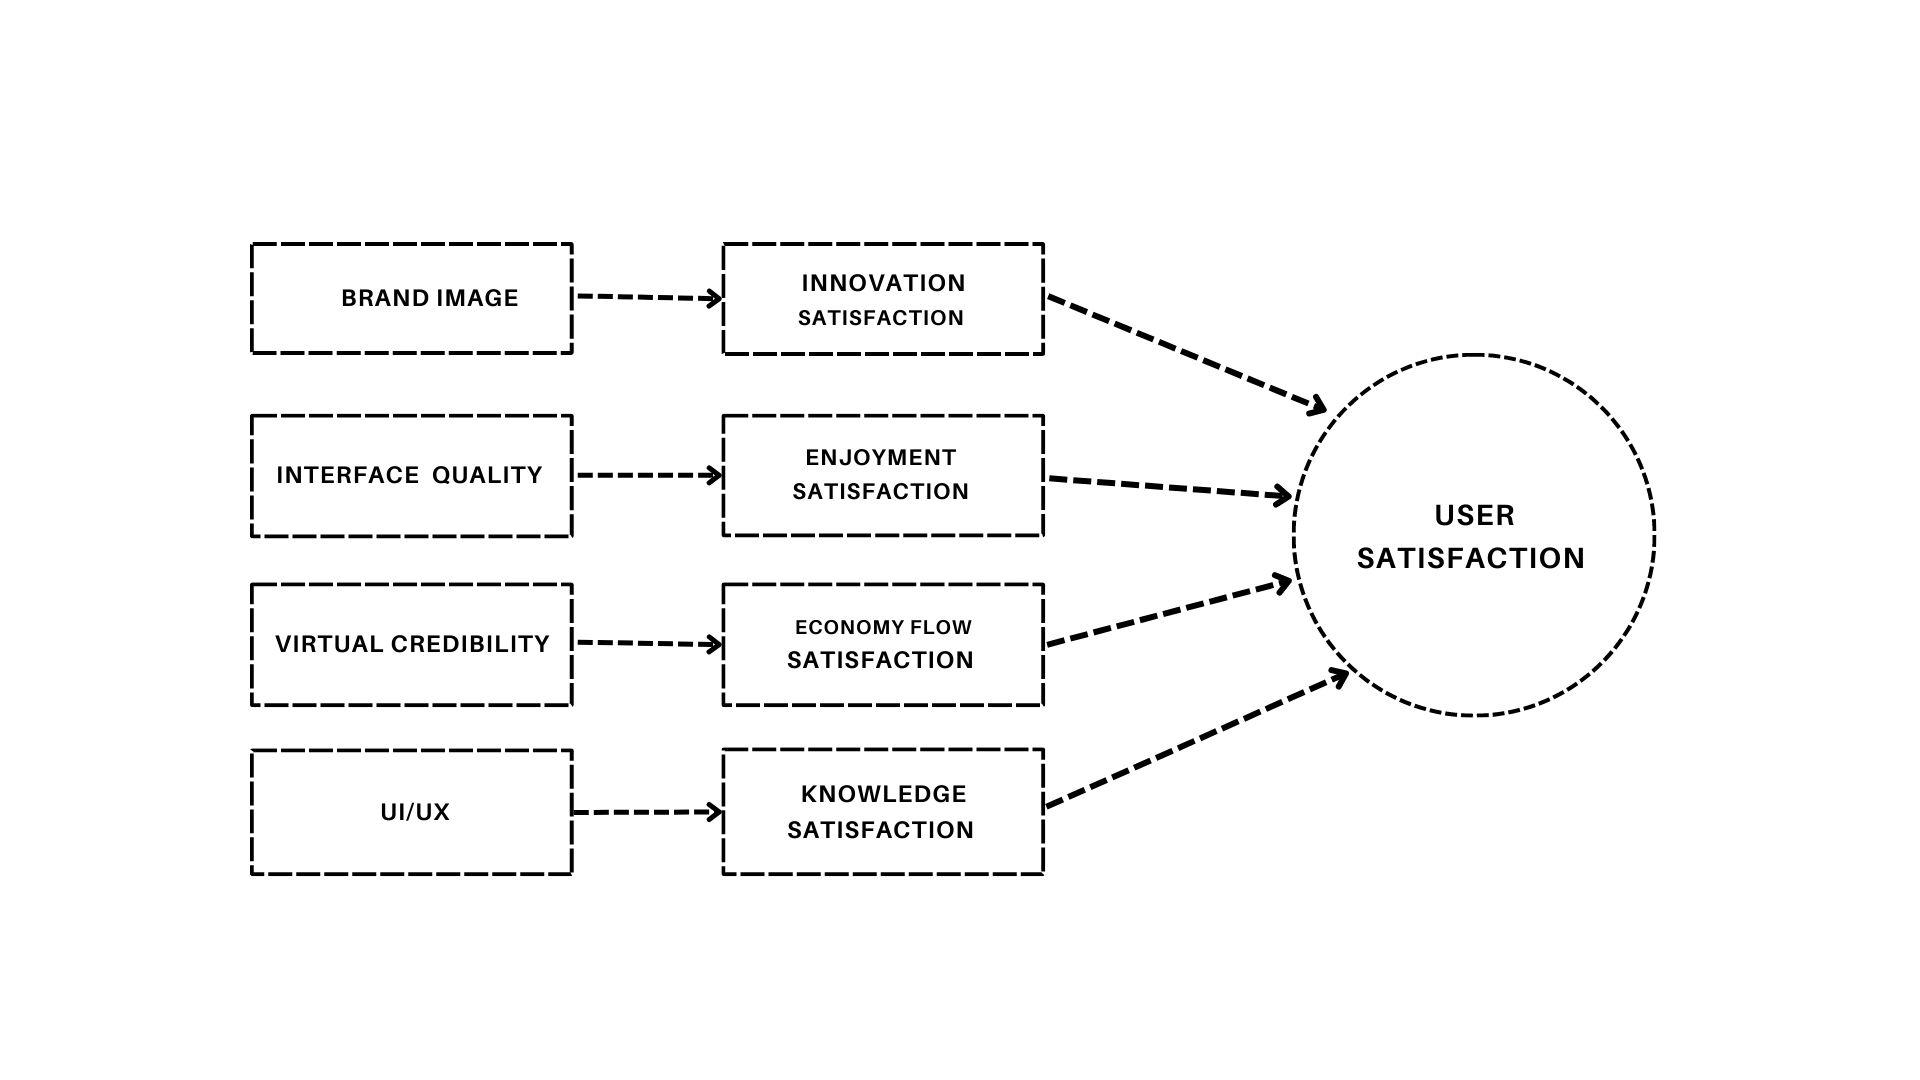 BRAND IMAGE
INNOVATION
SATISFACTION
INTERFACE  QUALITY
ENJOYMENT
SATISFACTION
VIRTUAL CREDIBILITY
ECONOMY FLOW
SATISFACTION
UI/UX
KNOWLEDGE
SATISFACTION
USER
SATISFACTION